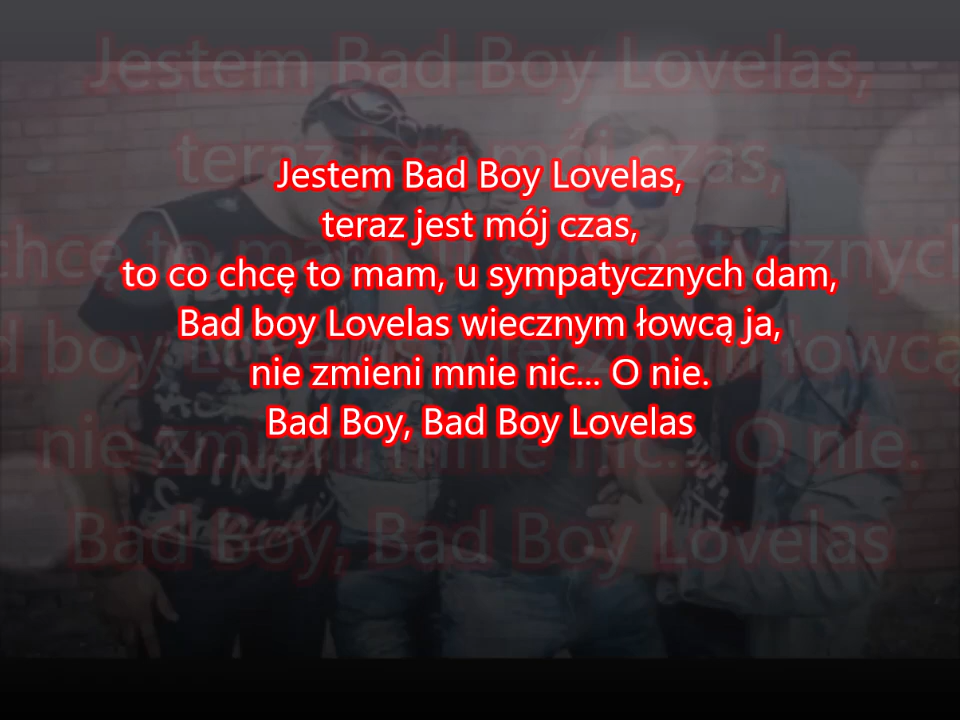 Jestem Bad Boy Lovelas,
teraz jest mój czas,
to co chcę to mam, u sympatycznych dam,
Bad boy Lovelas wiecznym łowcą ja,
nie zmieni mnie nic... O nie.
Bad Boy, Bad Boy Lovelas